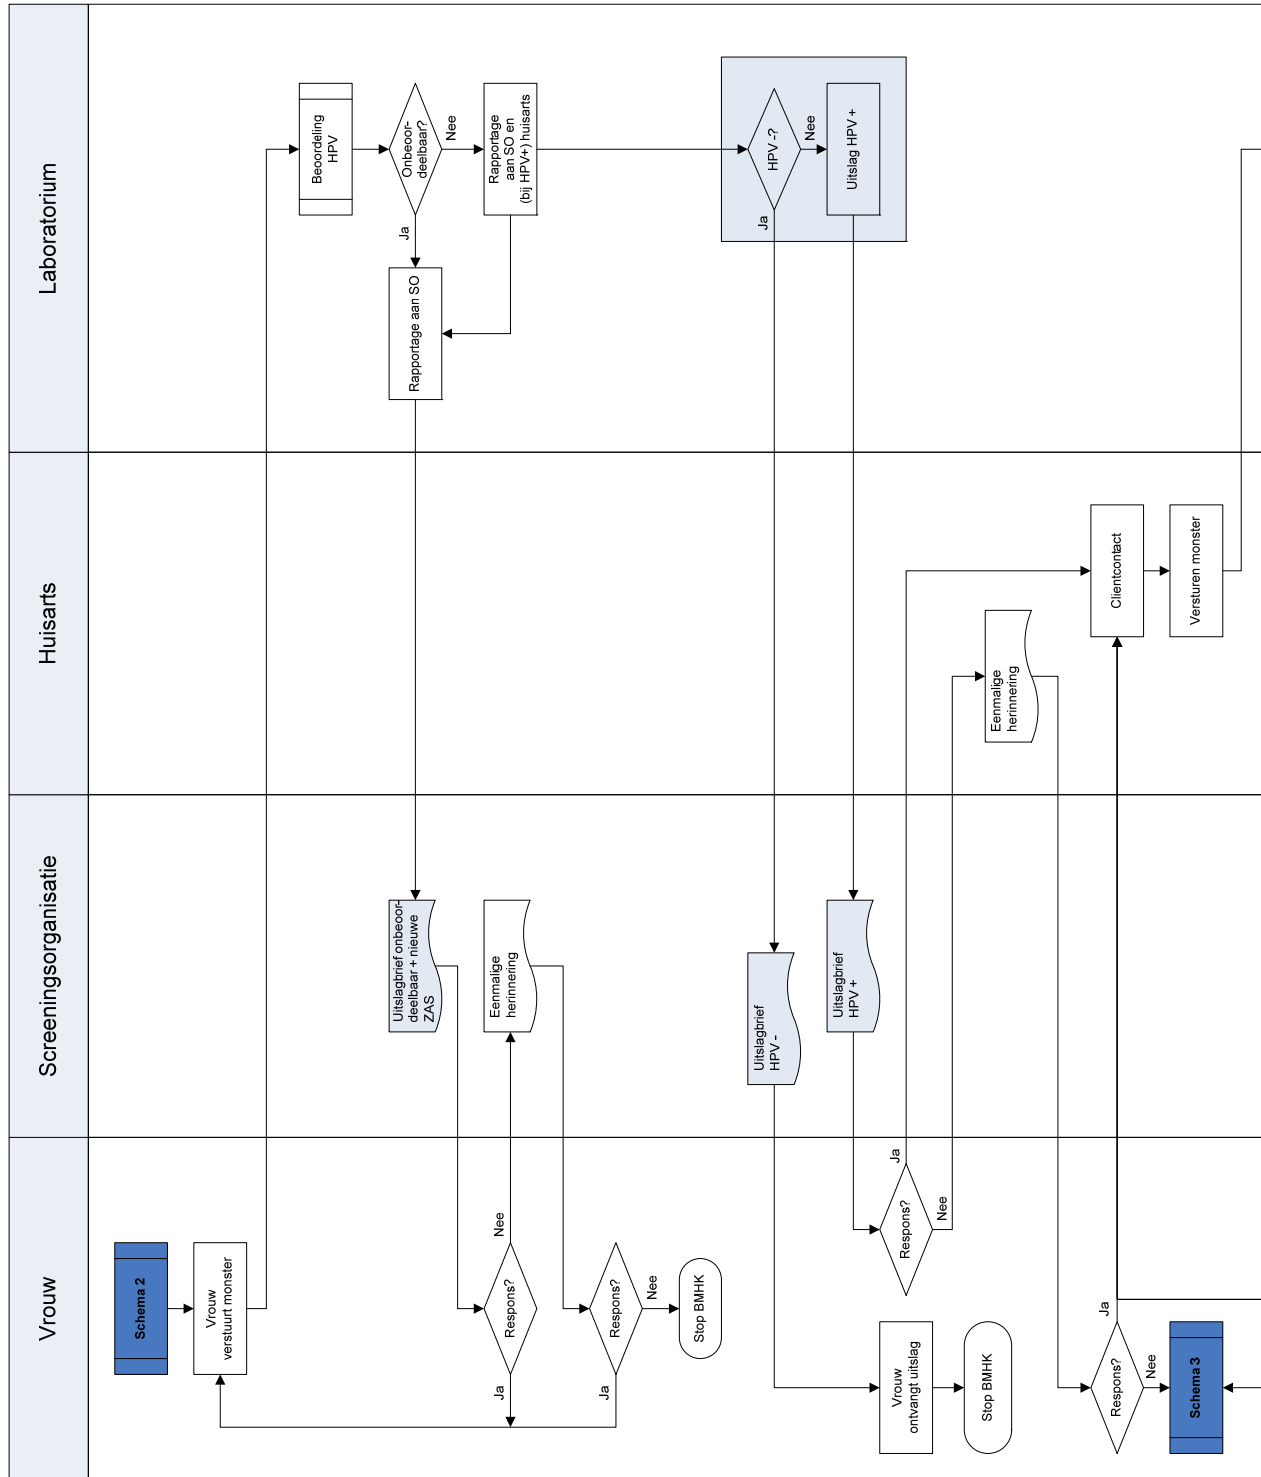 Laboratorium
Huisarts
Screeningsorganisatie
Vrouw
Schema 2
Vrouw
verstuurt monster
Beoordeling
HPV
Onbeoor-
deelbaar?
Ja
Nee
Rapportage aan SO
Rapportage
aan SO en
(bij HPV+) huisarts
Uitslagbrief onbeoor-
deelbaar + nieuwe
ZAS
Eenmalige
herinnering
Respons?
Nee
Ja
Respons?
Ja
Nee
Stop BMHK
HPV -?
Ja
Nee
Uitslag HPV +
Uitslagbrief
HPV -
Uitslagbrief
HPV +
Vrouw
ontvangt uitslag
Stop BMHK
Respons?
Ja
Nee
Eenmalige
herinnering
Clientcontact
Versturen monster
Respons?
Ja
Nee
Schema 3